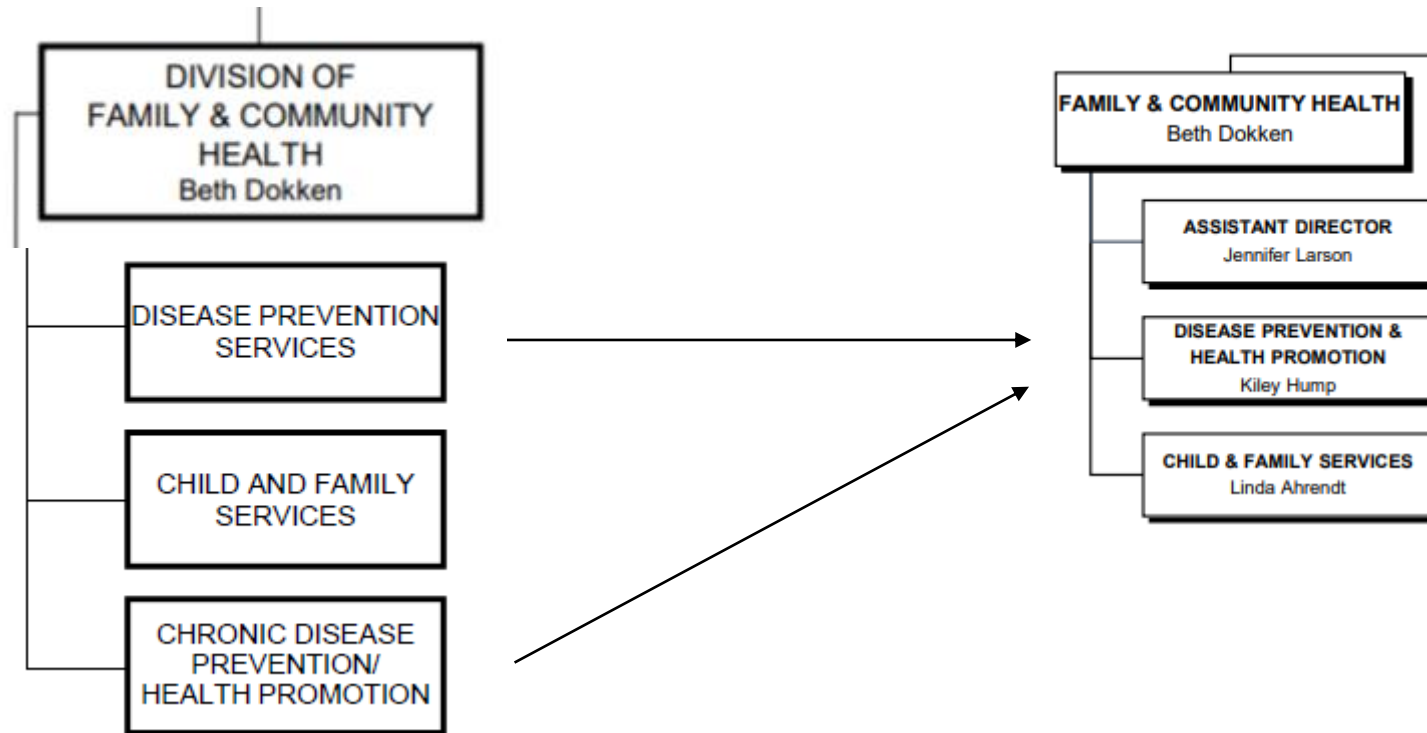 DIVISION OF
FAMILY & COMMUNITY
HEALTH
Beth Dokken
DISEASE PREVENTION
SERVICES
CHILD AND FAMILY
SERVICES
CHRONIC DISEASE
PREVENTION/
HEALTH PROMOTION
FAMILY & COMMUNITY HEALTH
Beth Dokken
ASSISTANT DIRECTOR
Jennifer Larson
DISEASE PREVENTION &
HEALTH PROMOTION
Kiley Hump
CHILD & FAMILY SERVICES
Linda Ahrendt